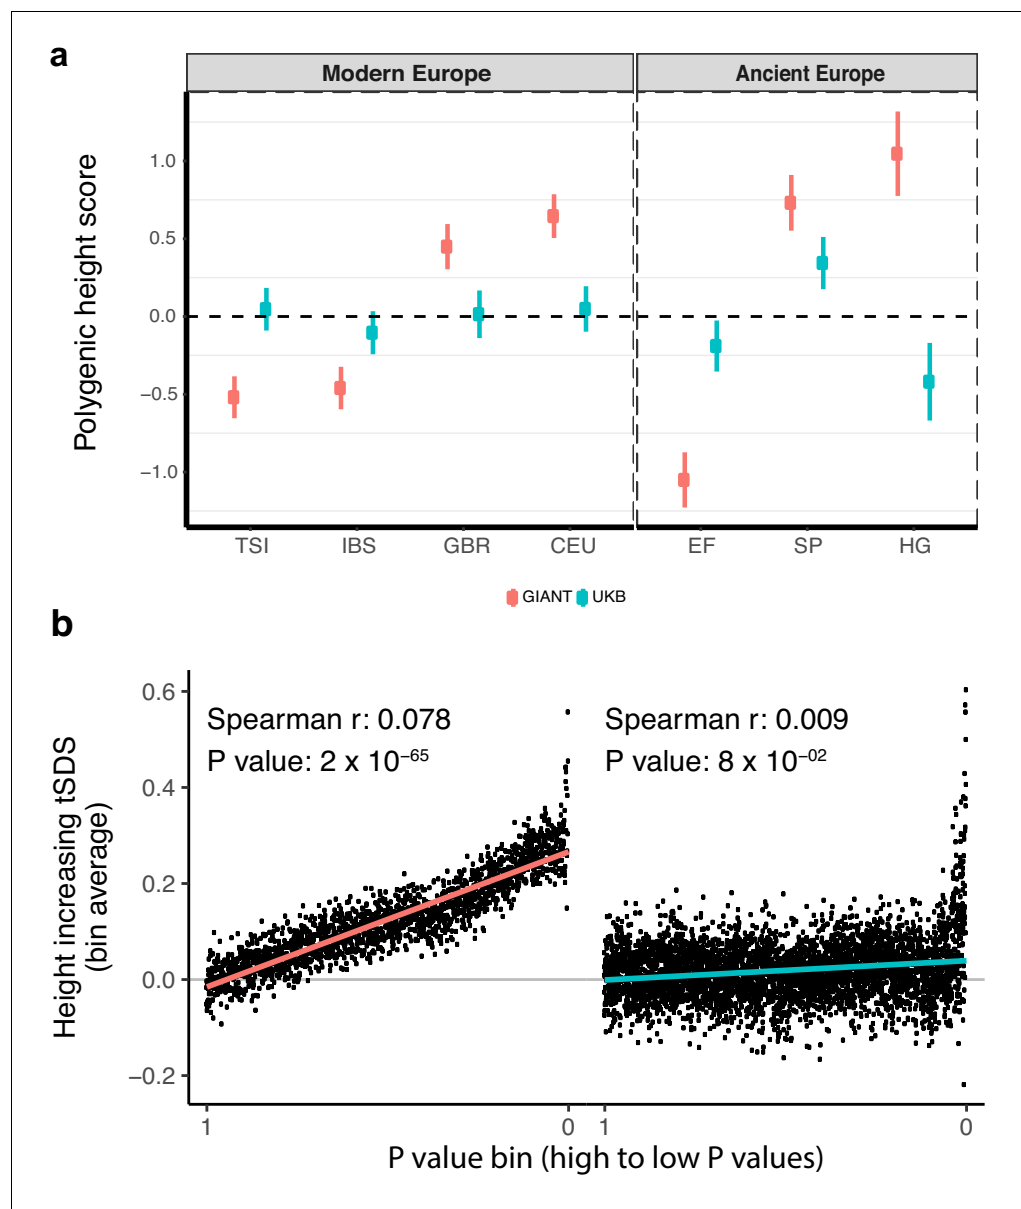 a
Modern Europe
Ancient Europe
Polygenic height score
1.0
0.5
0.0
−0.5
−1.0
TSI
IBS
GBR
CEU
EF
SP
HG
GIANT
UKB
b
Height increasing tSDS
(bin average)
0.6
0.4
0.2
0.0
−0.2
Spearman r: 0.078
P value: 2 x 10⁻⁶⁵
Spearman r: 0.009
P value: 8 x 10⁻⁰²
1
0
1
0
P value bin (high to low P values)